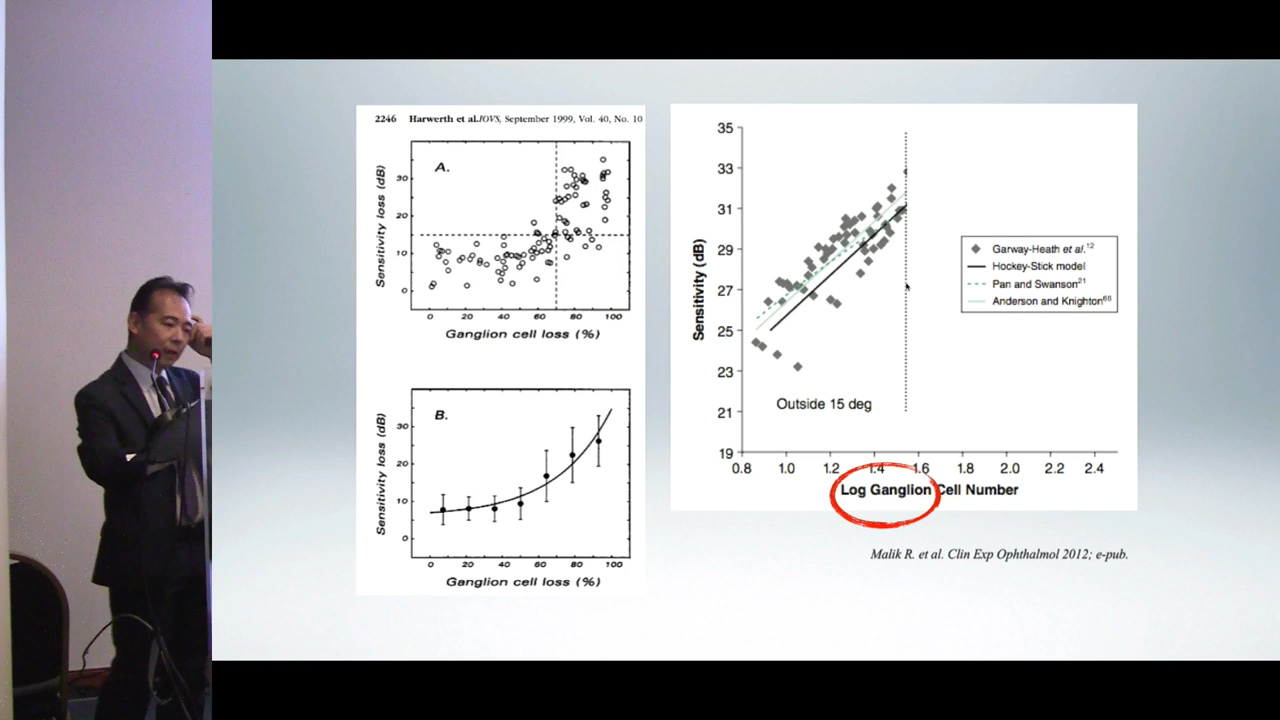 2246 Harwerth et al. IOVS, September 1999, Vol. 40, No. 10
A.
Sensitivity loss (dB)
30
20
10
0
0 20 40 60 80 100
Ganglion cell loss (%)
B.
Sensitivity loss (dB)
30
20
10
0
0 20 40 60 80 100
Ganglion cell loss (%)
35
33
31
29
27
25
23
21
19
Sensitivity (dB)
Garway-Heath et al.12
Hockey-Stick model
Pan and Swanson21
Anderson and Knighton66
Outside 15 deg
0.8 1.0 1.2 1.4 1.6 1.8 2.0 2.2 2.4
Log Ganglion Cell Number
Malik R. et al. Clin Exp Ophthalmol 2012; e-pub.